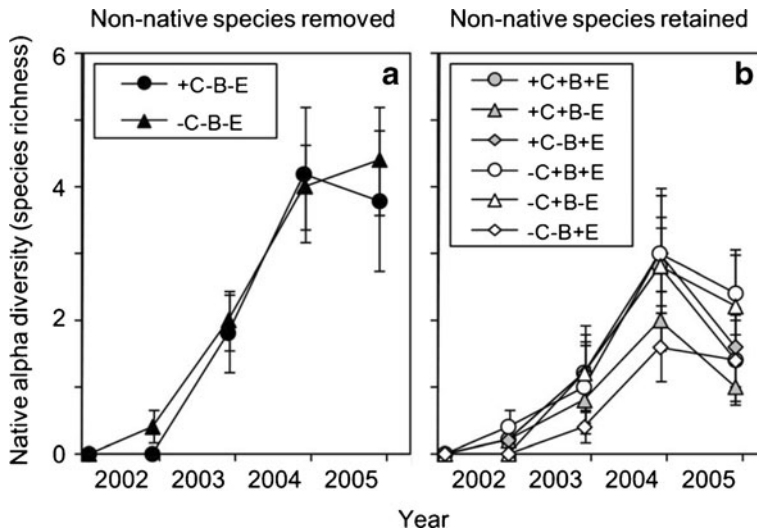 Non-native species removed
Non-native species retained
Native alpha diversity (species richness)
6
4
2
0
a
+C-B-E
-C-B-E
b
+C+B+E
+C+B-E
+C-B+E
-C+B+E
-C+B-E
-C-B+E
2002 2003 2004 2005
2002 2003 2004 2005
Year